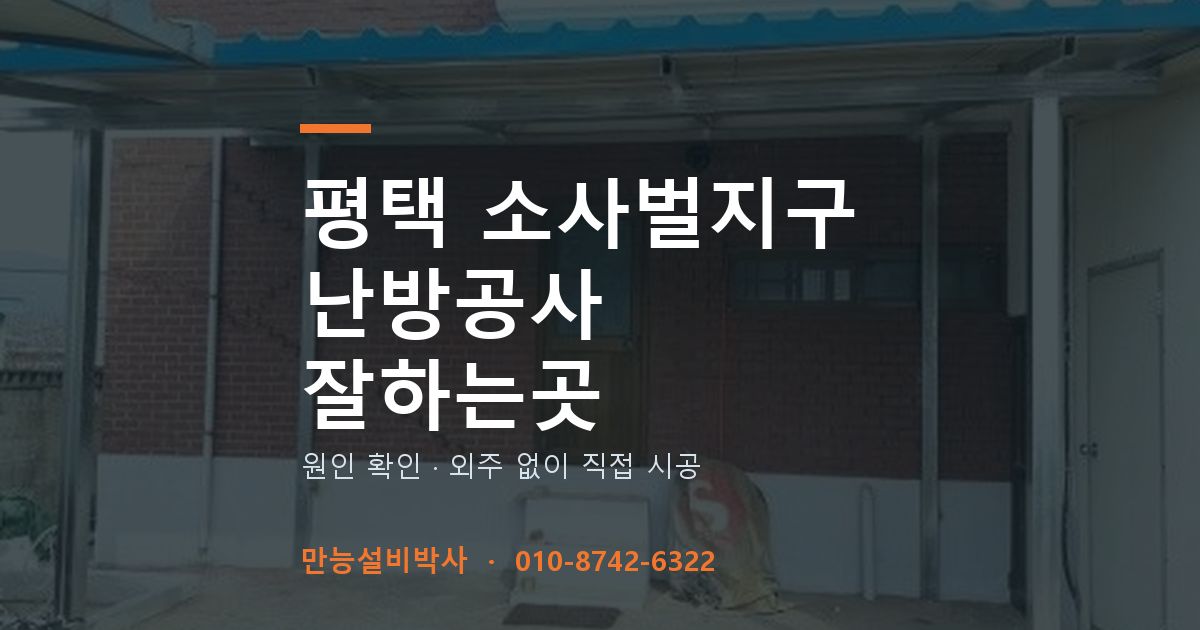 평택 소사벌지구
난방공사
잘하는곳
원인 확인 · 외주 없이 직접 시공
만능설비박사 · 010-8742-6322